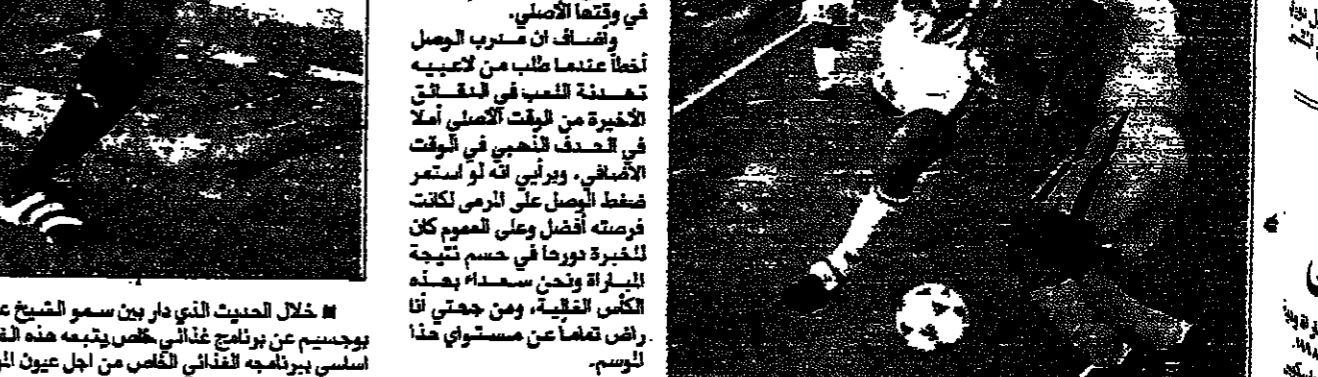 في وقتها الأصلي.
واضاف ان مدرب الوصل
أخطأ عندما طلب من لاعبيه
تهدئة اللعب في الدقائق
الأخيرة من الوقت الأصلي أملا
في الهدف الذهبي في الوقت
الأضافي، وبرأيي انه لو استمر
ضغط الوصل على المرمى لكانت
فرصته أفضل وعلى العموم كان
للخبرة دورها في حسم نتيجة
المباراة ونحن سعداء بهذه
الكأس الغالية، ومن جهتي أنا
راض تماماً عن مستواي هذا
الموسم.
خلال الحديث الذي دار بين سمو الشيخ
بوجسيم عن برنامج غذائي خاص يتبعه هذه
اساسي ببرنامجه الغذائي الخاص من اجل عيون